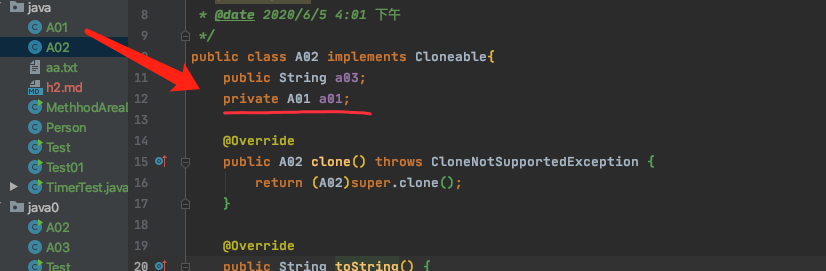 java
A01
A02
aa.txt
MD h2.md
MethhodAreaI
Person
Test
Test01
TimerTest.java
java0
A02
A03
Test
8 * @date 2020/6/5 4:01 下午
9 */
10 public class A02 implements Cloneable{
11 public String a03;
12 private A01 a01;
13
14 @Override
15 public A02 clone() throws CloneNotSupportedException {
16 return (A02)super.clone();
17 }
18
19 @Override
20 public String toString() {